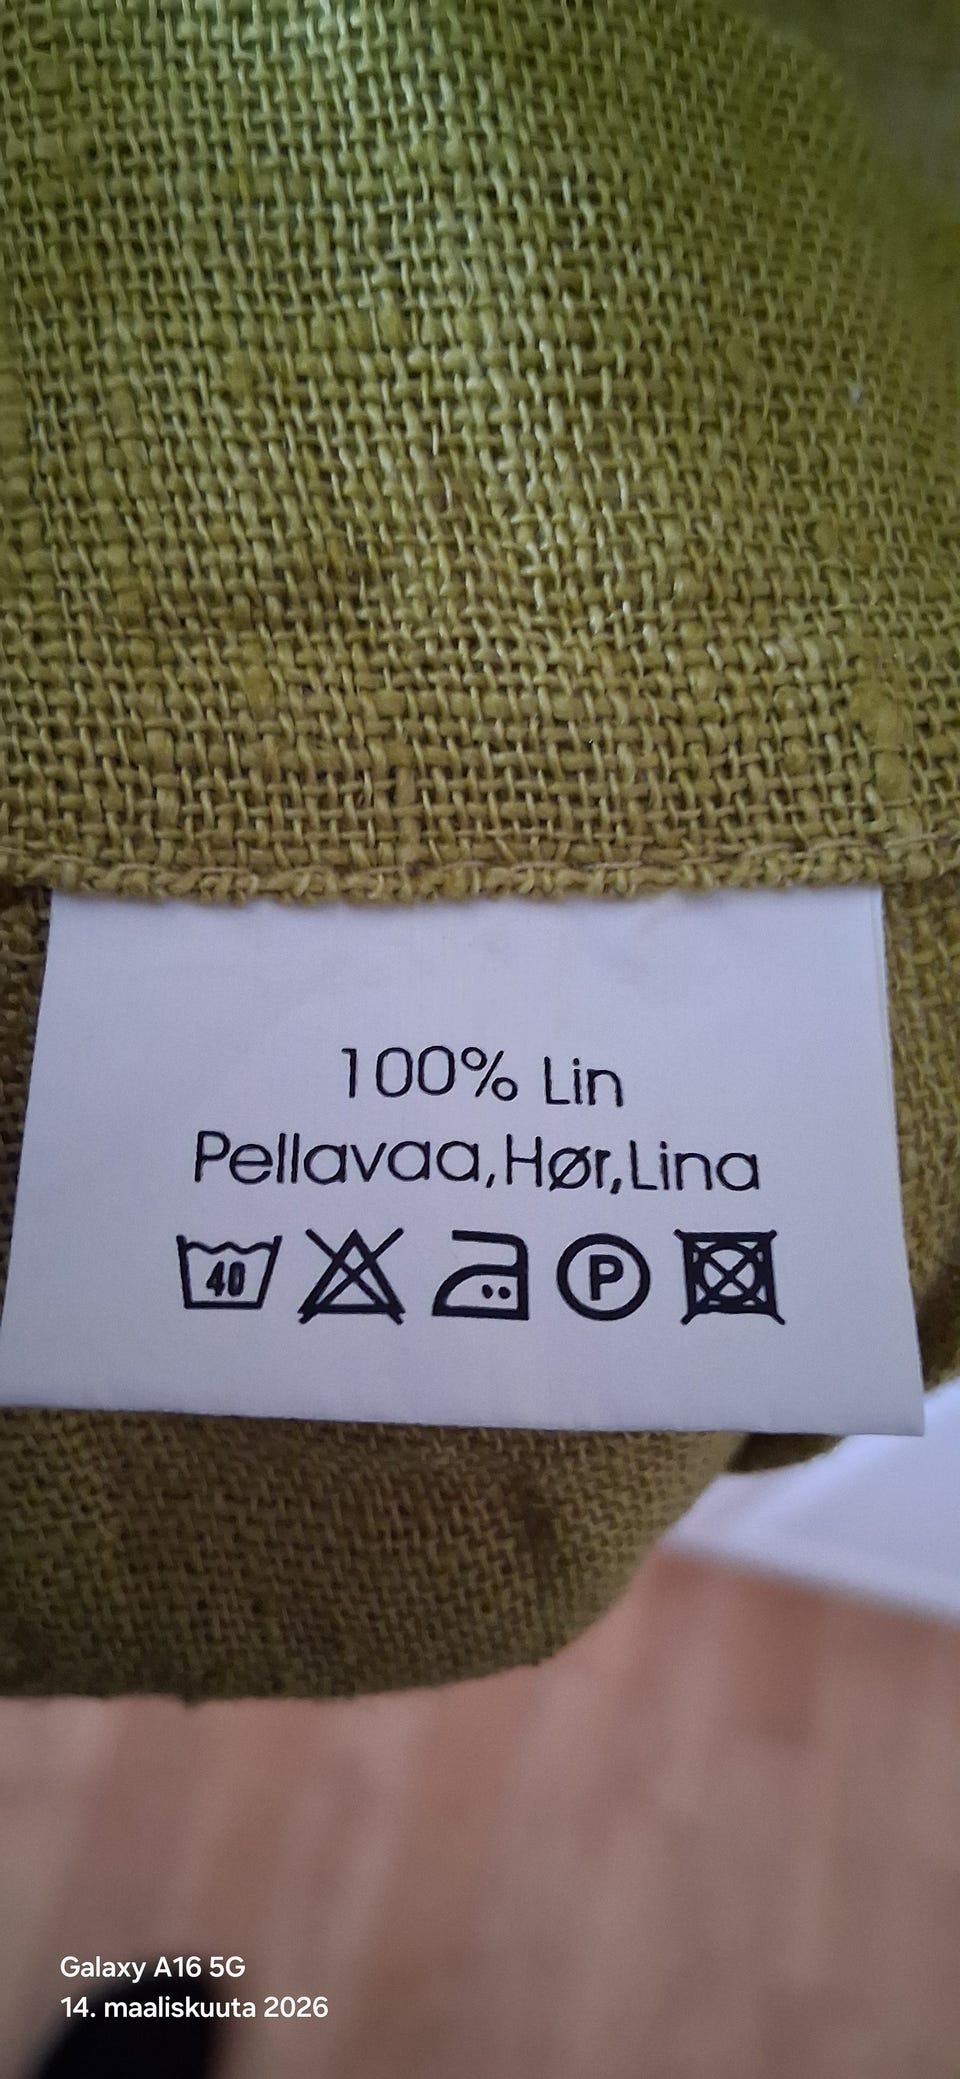 100% Lin
Pellavaa,Hør,Lina
40 P
Galaxy A16 5G
14. maaliskuuta 2026